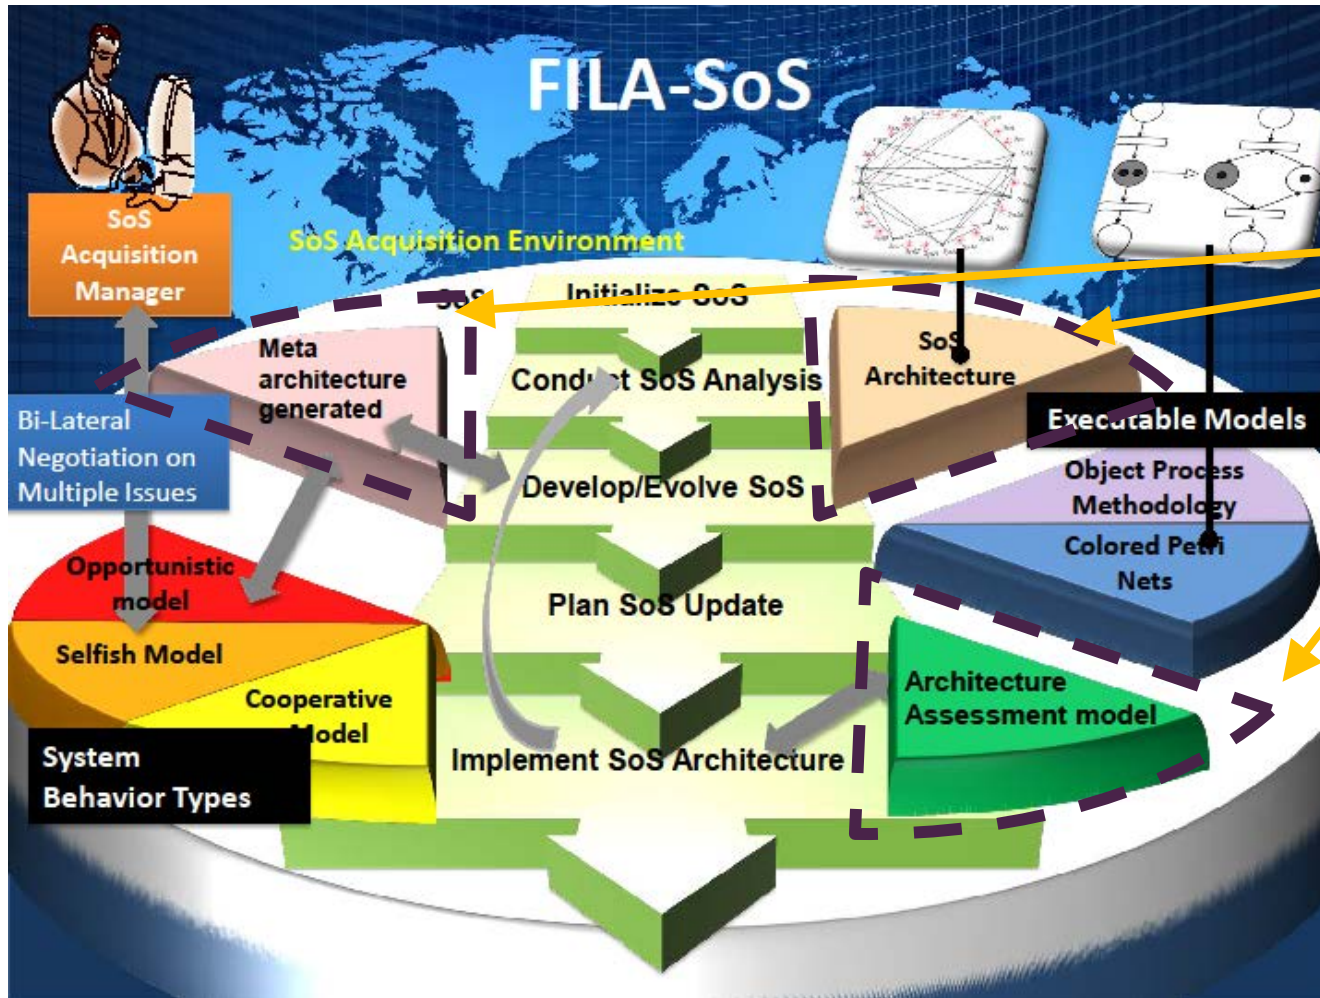 FILA-SoS
SoS
Acquisition
Manager
SoS Acquisition Environment
SoS
Initialize SoS
Meta
architecture
generated
Conduct SoS Analysis
SoS
Architecture
Bi-Lateral
Negotiation on
Multiple Issues
Executable Models
Develop/Evolve SoS
Object Process
Methodology
Colored Petri
Nets
Opportunistic
model
Plan SoS Update
Selfish Model
Cooperative
Model
Architecture
Assessment model
System
Behavior Types
Implement SoS Architecture